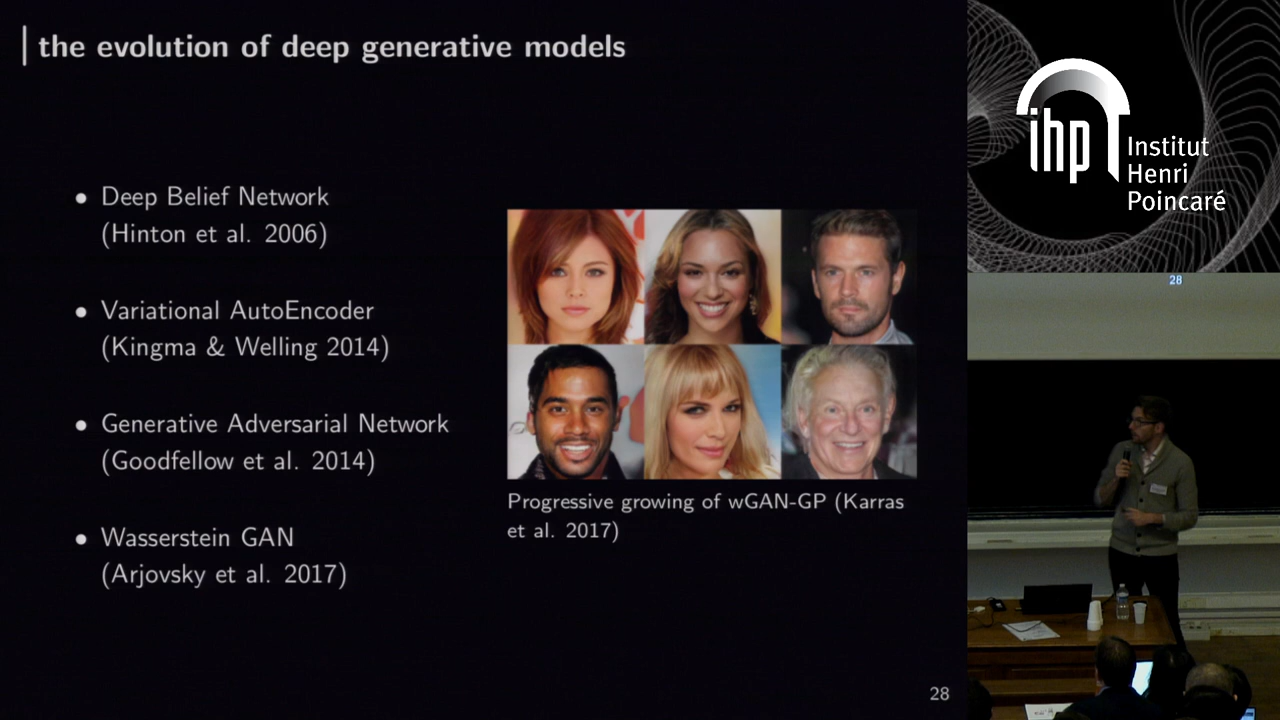 the evolution of deep generative models
• Deep Belief Network
(Hinton et al. 2006)
• Variational AutoEncoder
(Kingma & Welling 2014)
• Generative Adversarial Network
(Goodfellow et al. 2014)
• Wasserstein GAN
(Arjovsky et al. 2017)
Progressive growing of wGAN-GP (Karras
et al. 2017)
28
ihp
Institut
Henri
Poincaré
28